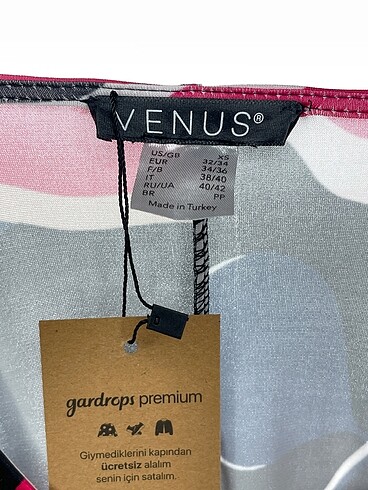 VENUS®
US/GB XS
EUR 32/34
F/B 34/36
IT 38/40
RU/UA 40/42
BR PP
Made in Turkey
gardrops premium
Giymediklerini kapından
ücretsiz alalım
senin için satalım.